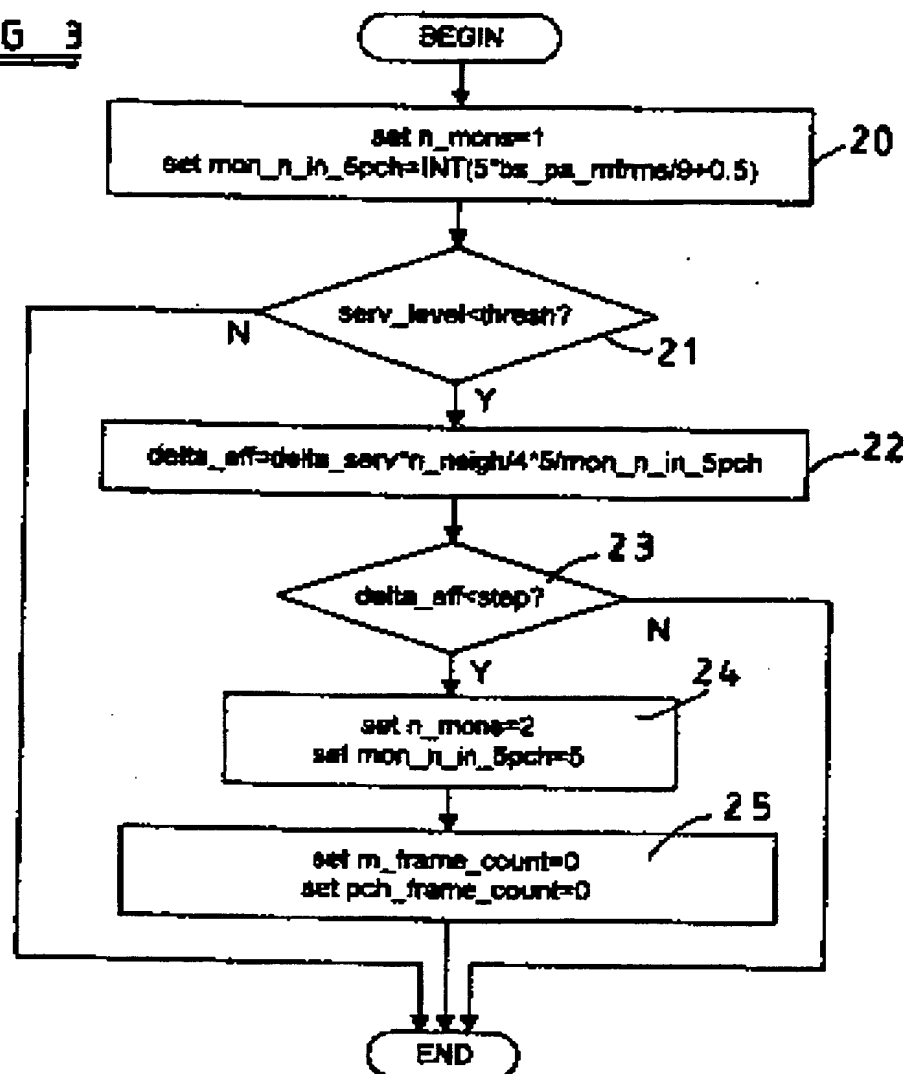 G 3
BEGIN
set n_mons=1
set mon_n_in_5pch=INT(5*bs_pa_mfrms/9+0.5)
20
serv_level<thresh?
N
21
Y
delta_eff=delta_serv*n_neigh/4*5/mon_n_in_5pch
22
23
delta_eff<step?
N
Y
24
set n_mons=2
set mon_n_in_5pch=5
25
set m_frame_count=0
set pch_frame_count=0
END